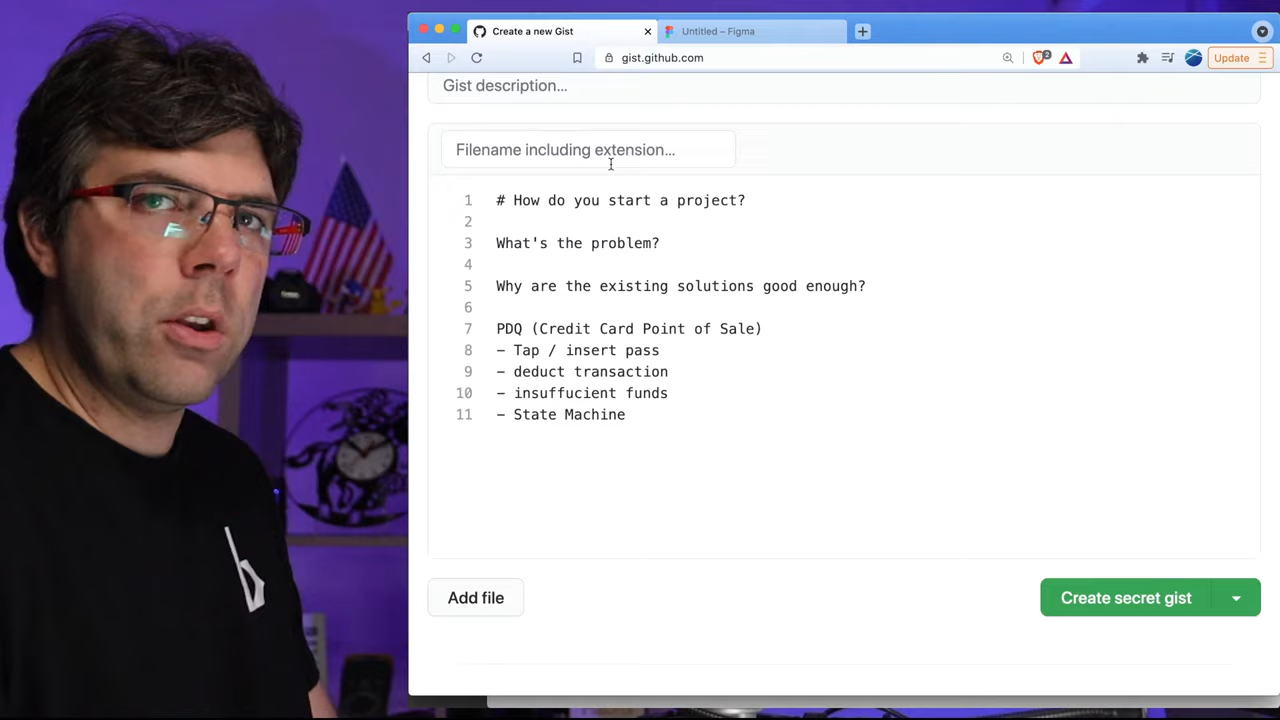 Create a new Gist
Untitled – Figma
gist.github.com
2
Update
Gist description...
Filename including extension...
1 # How do you start a project?
2
3 What's the problem?
4
5 Why are the existing solutions good enough?
6
7 PDQ (Credit Card Point of Sale)
8 – Tap / insert pass
9 – deduct transaction
10 – insuffucient funds
11 – State Machine
Add file
Create secret gist
b